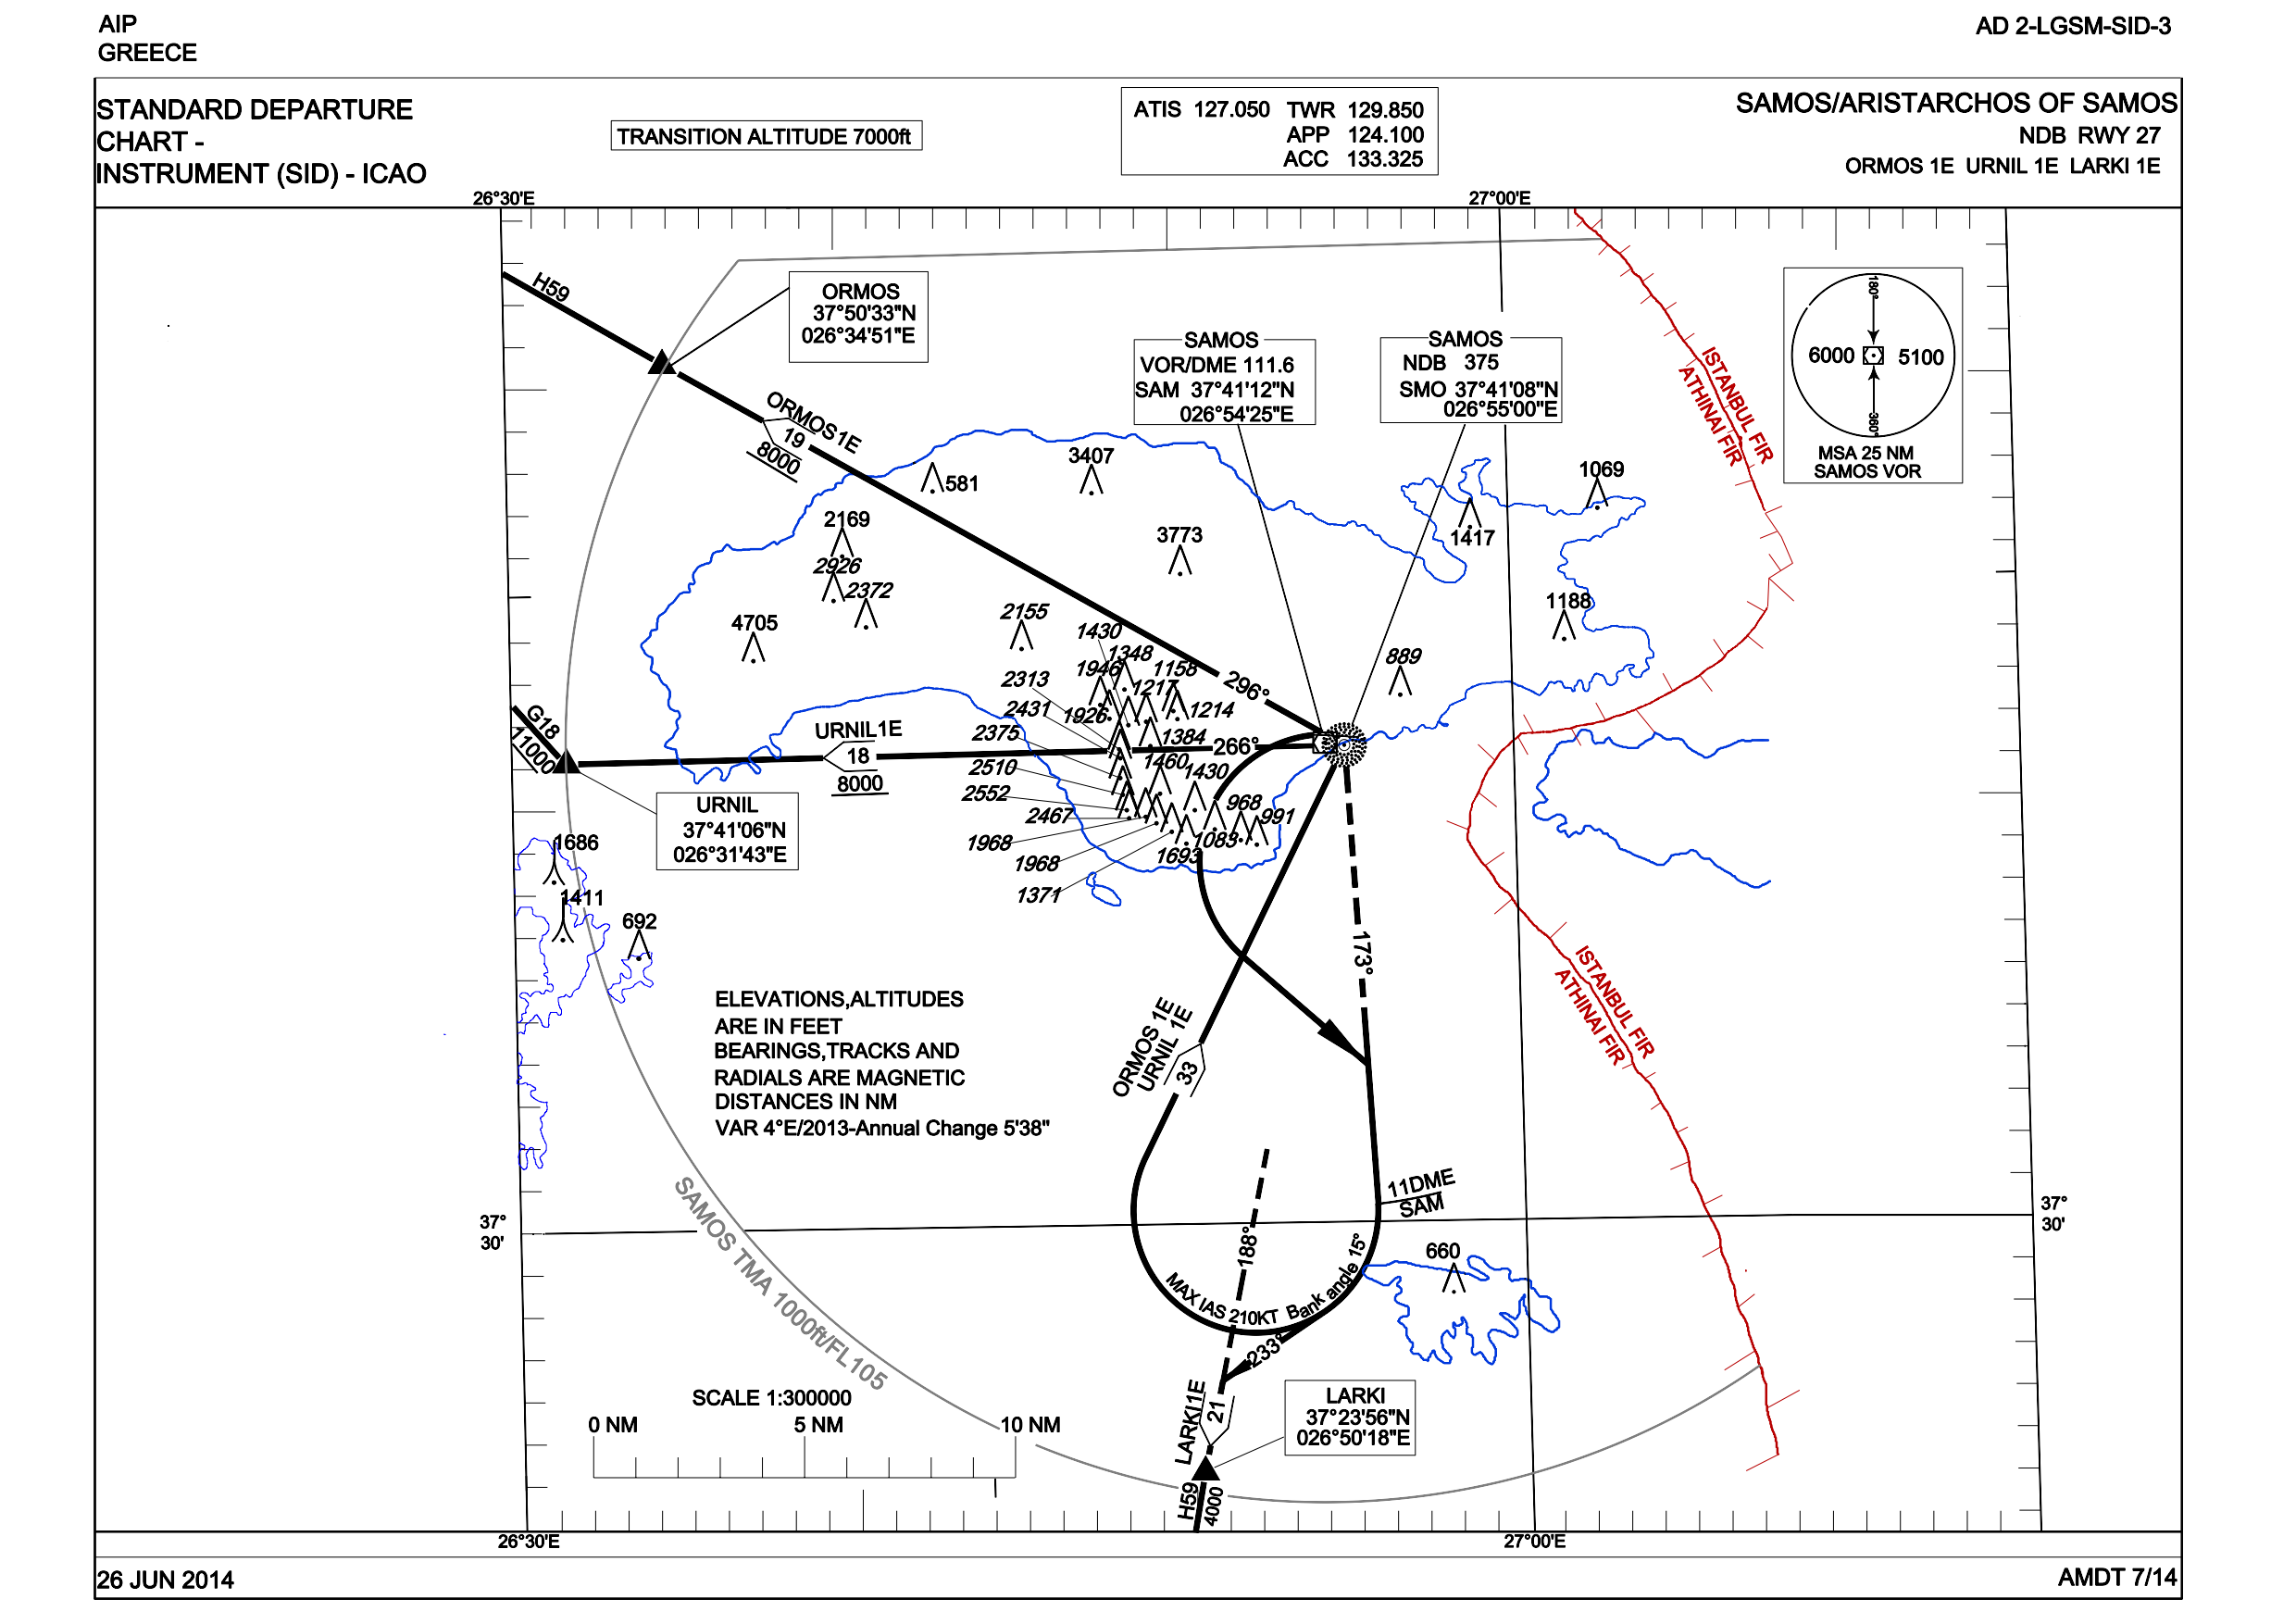 AIP
GREECE
AD 2-LGSM-SID-3
STANDARD DEPARTURE
CHART -
INSTRUMENT (SID) - ICAO
TRANSITION ALTITUDE 7000ft
ATIS 127.050 TWR 129.850
APP 124.100
ACC 133.325
SAMOS/ARISTARCHOS OF SAMOS
NDB RWY 27
ORMOS 1E URNIL 1E LARKI 1E
26°30'E
27°00'E
H59
ORMOS
37°50'33"N
026°34'51"E
SAMOS
VOR/DME 111.6
SAM 37°41'12"N
026°54'25"E
SAMOS
NDB 375
SMO 37°41'08"N
026°55'00"E
ISTANBUL FIR
ATHINAI FIR
180°
6000
5100
360°
MSA 25 NM
SAMOS VOR
ORMOS1E
19
8000
581
3407
1069
1417
2169
3773
2926
2372
1188
4705
2155
1430
889
1348
1946
1158
2313
1217
296°
2431
1926
1214
G18
11000
URNIL1E
2375
1384
266°
18
1460
2510
1430
8000
2552
968
URNIL
37°41'06"N
026°31'43"E
2467
991
1083
1968
1693
1968
1371
1686
1411
692
173°
ISTANBUL FIR
ATHINAI FIR
ELEVATIONS,ALTITUDES
ARE IN FEET
BEARINGS,TRACKS AND
RADIALS ARE MAGNETIC
DISTANCES IN NM
VAR 4°E/2013-Annual Change 5'38"
ORMOS 1E
URNIL 1E
33
SAMOS TMA 1000ft/FL105
11DME
SAM
37°
30'
37°
30'
188°
660
MAX IAS 210KT Bank angle 15°
233°
LARKI1E
21
LARKI
37°23'56"N
026°50'18"E
SCALE 1:300000
0 NM
5 NM
10 NM
H59
4000
26°30'E
27°00'E
26 JUN 2014
AMDT 7/14